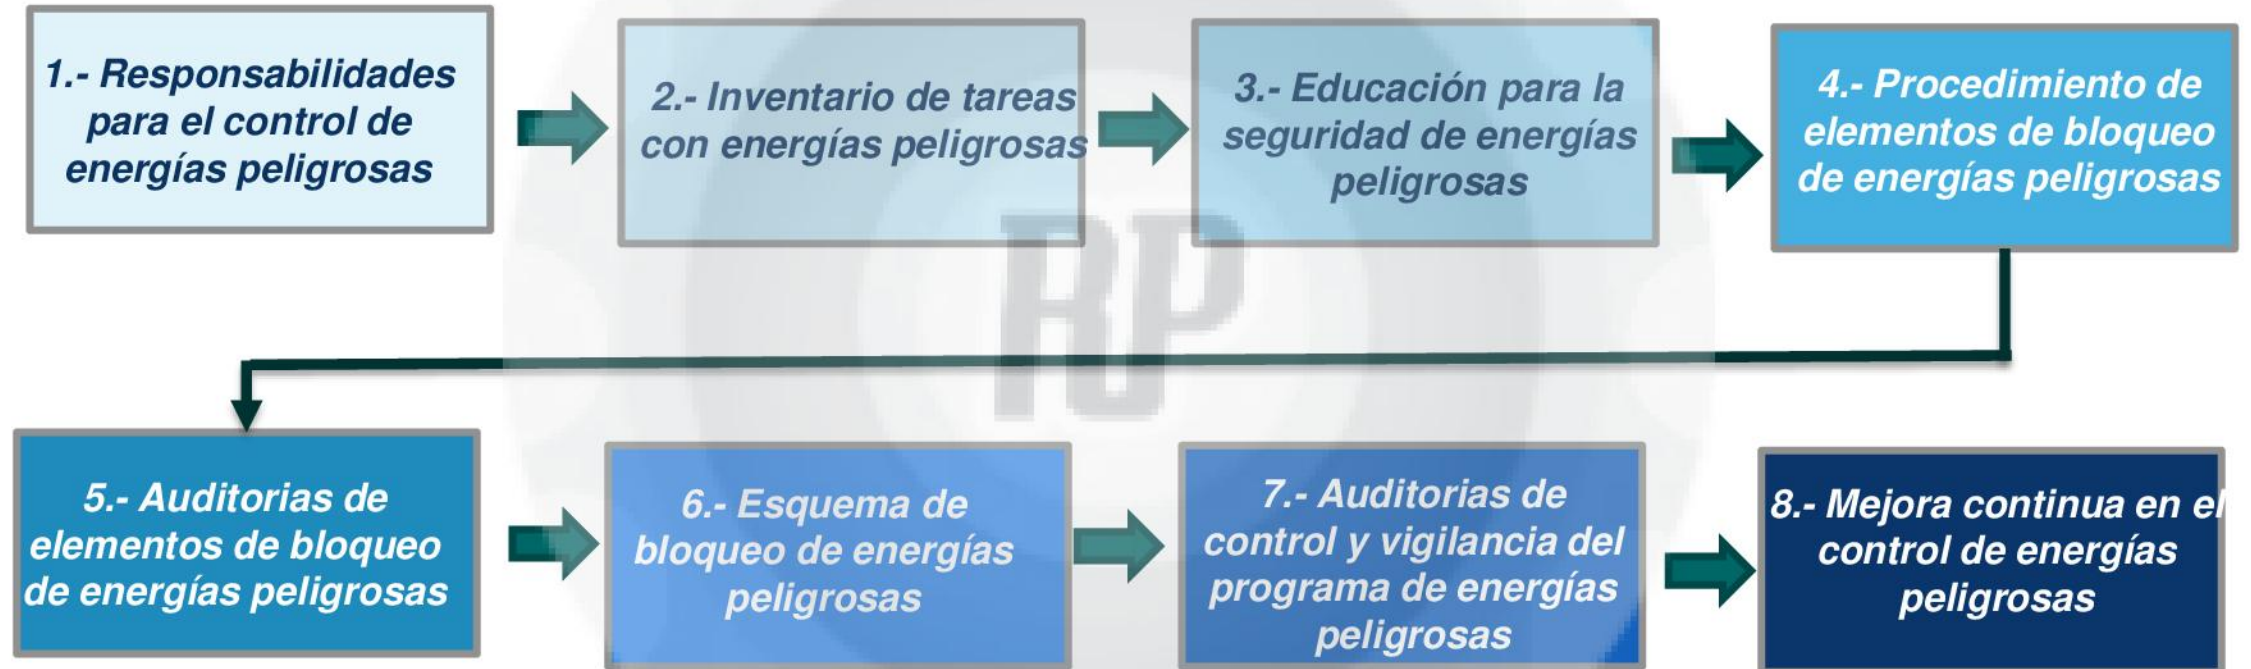 1.- Responsabilidades
para el control de
energías peligrosas
2.- Inventario de tareas
con energías peligrosas
3.- Educación para la
seguridad de energías
peligrosas
4.- Procedimiento de
elementos de bloqueo
de energías peligrosas
RP
5.- Auditorias de
elementos de bloqueo
de energías peligrosas
6.- Esquema de
bloqueo de energías
peligrosas
7.- Auditorias de
control y vigilancia del
programa de energías
peligrosas
8.- Mejora continua en el
control de energías
peligrosas